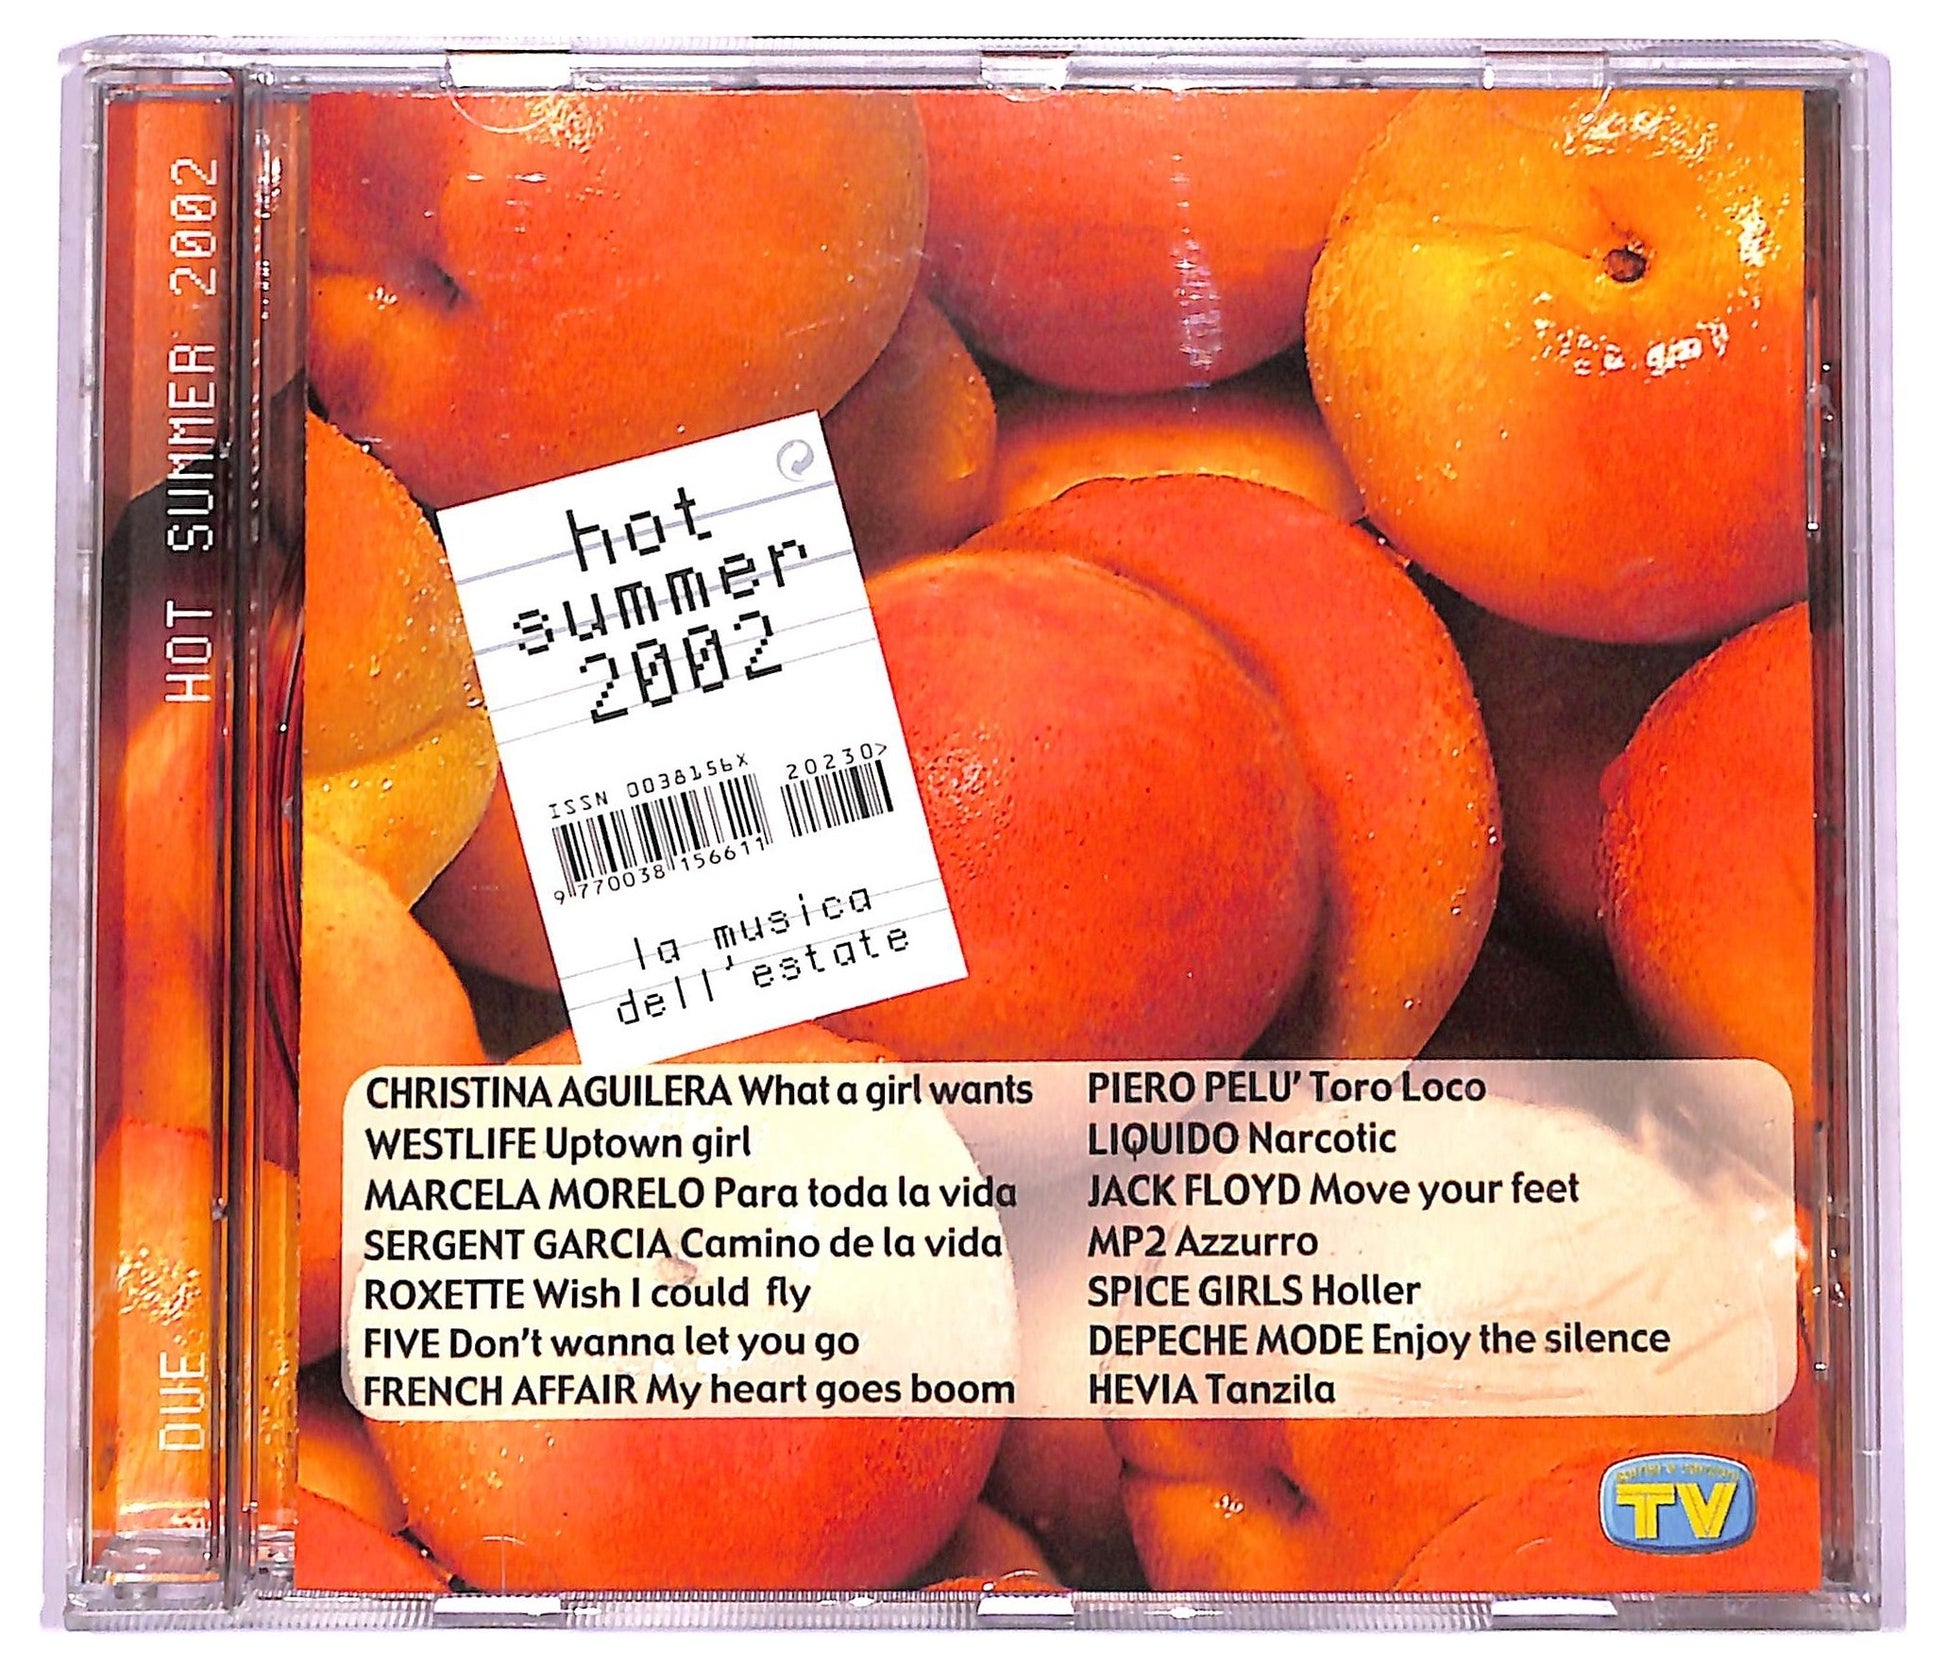 HOT SUMMER 2002
DUE
hot
summer
2002
ISSN 0038156X
20230>
9 770038 156611
la musica
dell'estate
CHRISTINA AGUILERA What a girl wants
WESTLIFE Uptown girl
MARCELA MORELO Para toda la vida
SERGENT GARCIA Camino de la vida
ROXETTE Wish I could fly
FIVE Don't wanna let you go
FRENCH AFFAIR My heart goes boom
PIERO PELU' Toro Loco
LIQUIDO Narcotic
JACK FLOYD Move your feet
MP2 Azzurro
SPICE GIRLS Holler
DEPECHE MODE Enjoy the silence
HEVIA Tanzila
TV